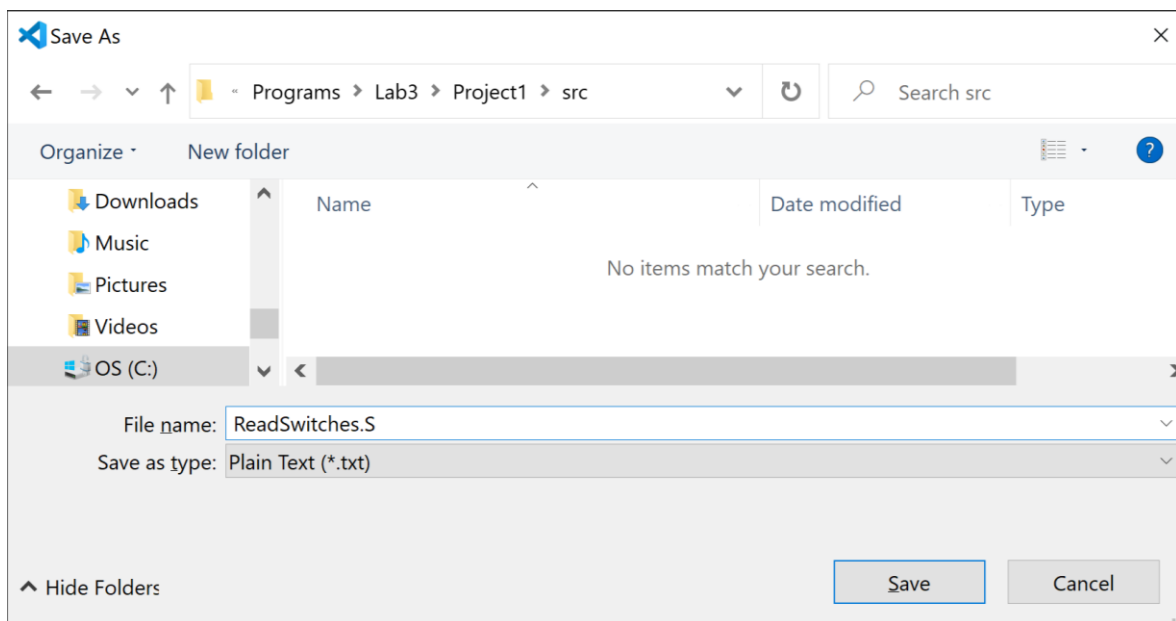 Save As
« Programs > Lab3 > Project1 > src
Search src
Organize
New folder
?
Downloads
Music
Pictures
Videos
OS (C:)
Name
Date modified
Type
No items match your search.
File name: ReadSwitches.S
Save as type: Plain Text (*.txt)
Hide Folders
Save
Cancel